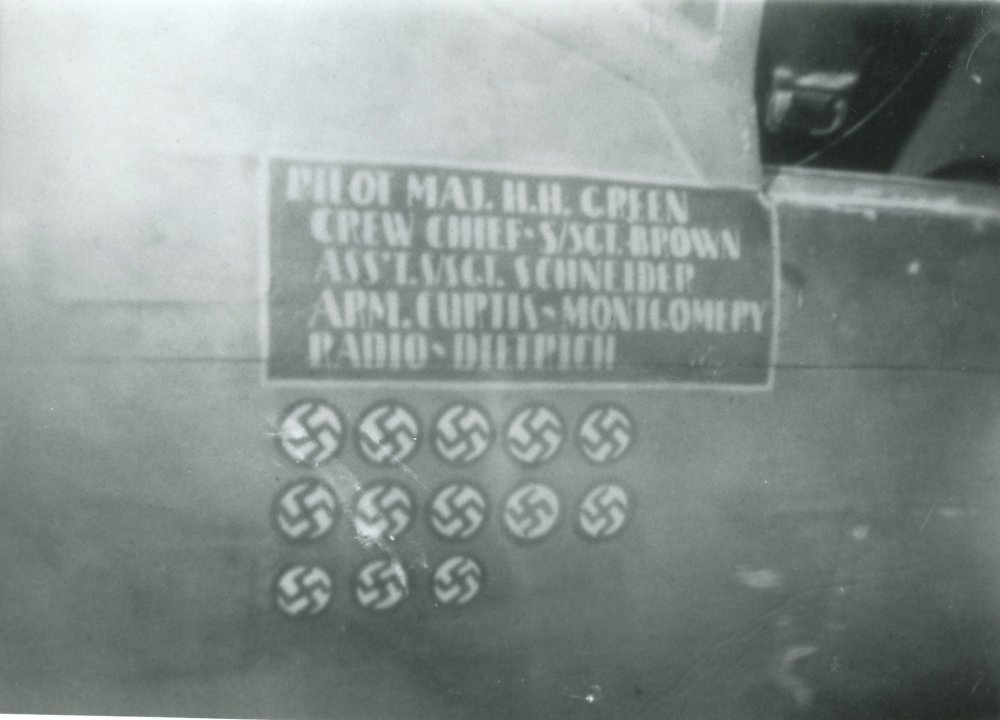 PILOT MAJ. H.H. GREEN
CREW CHIEF-S/SGT. BROWN
ASS'T. S/SGT. SCHNEIDER
ARM. CURTIS-MONTGOMERY
RADIO-DIETRICH